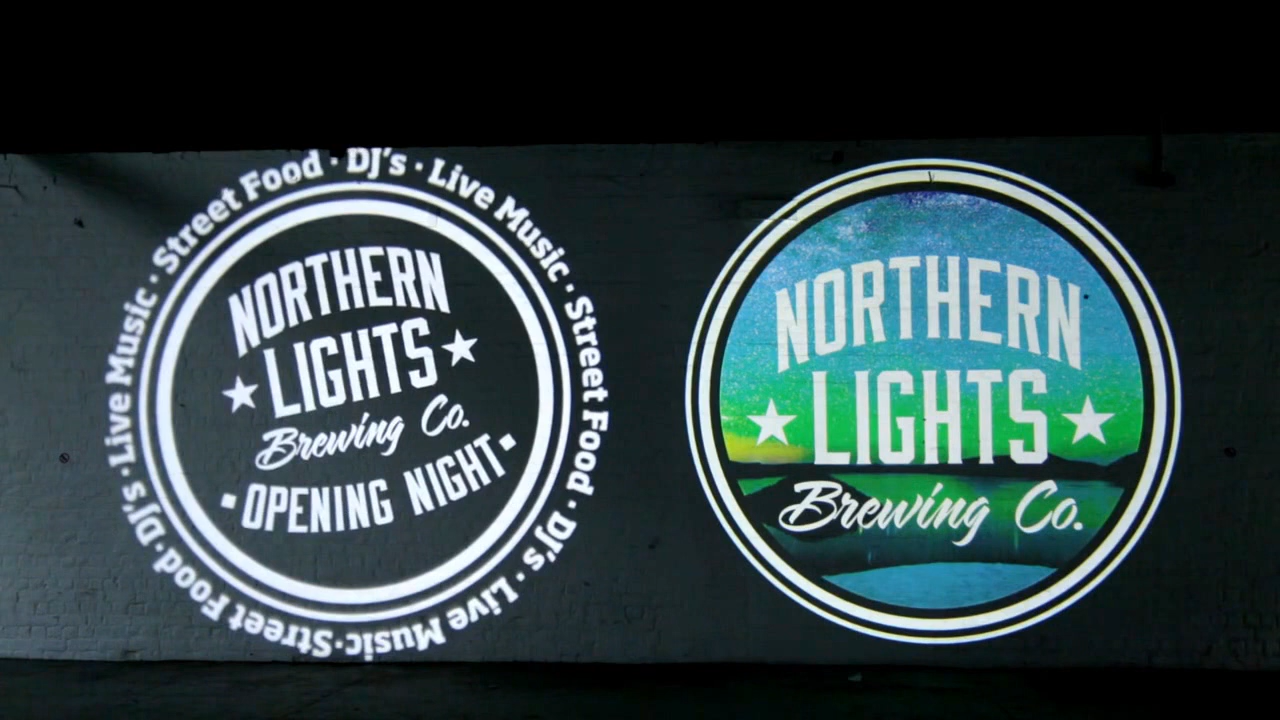 Street Food · DJ's · Live Music · Street Food · DJ's · Live Music · Street Food · DJ's · Live Music ·
NORTHERN
LIGHTS
Brewing Co.
OPENING NIGHT
NORTHERN
LIGHTS
Brewing Co.